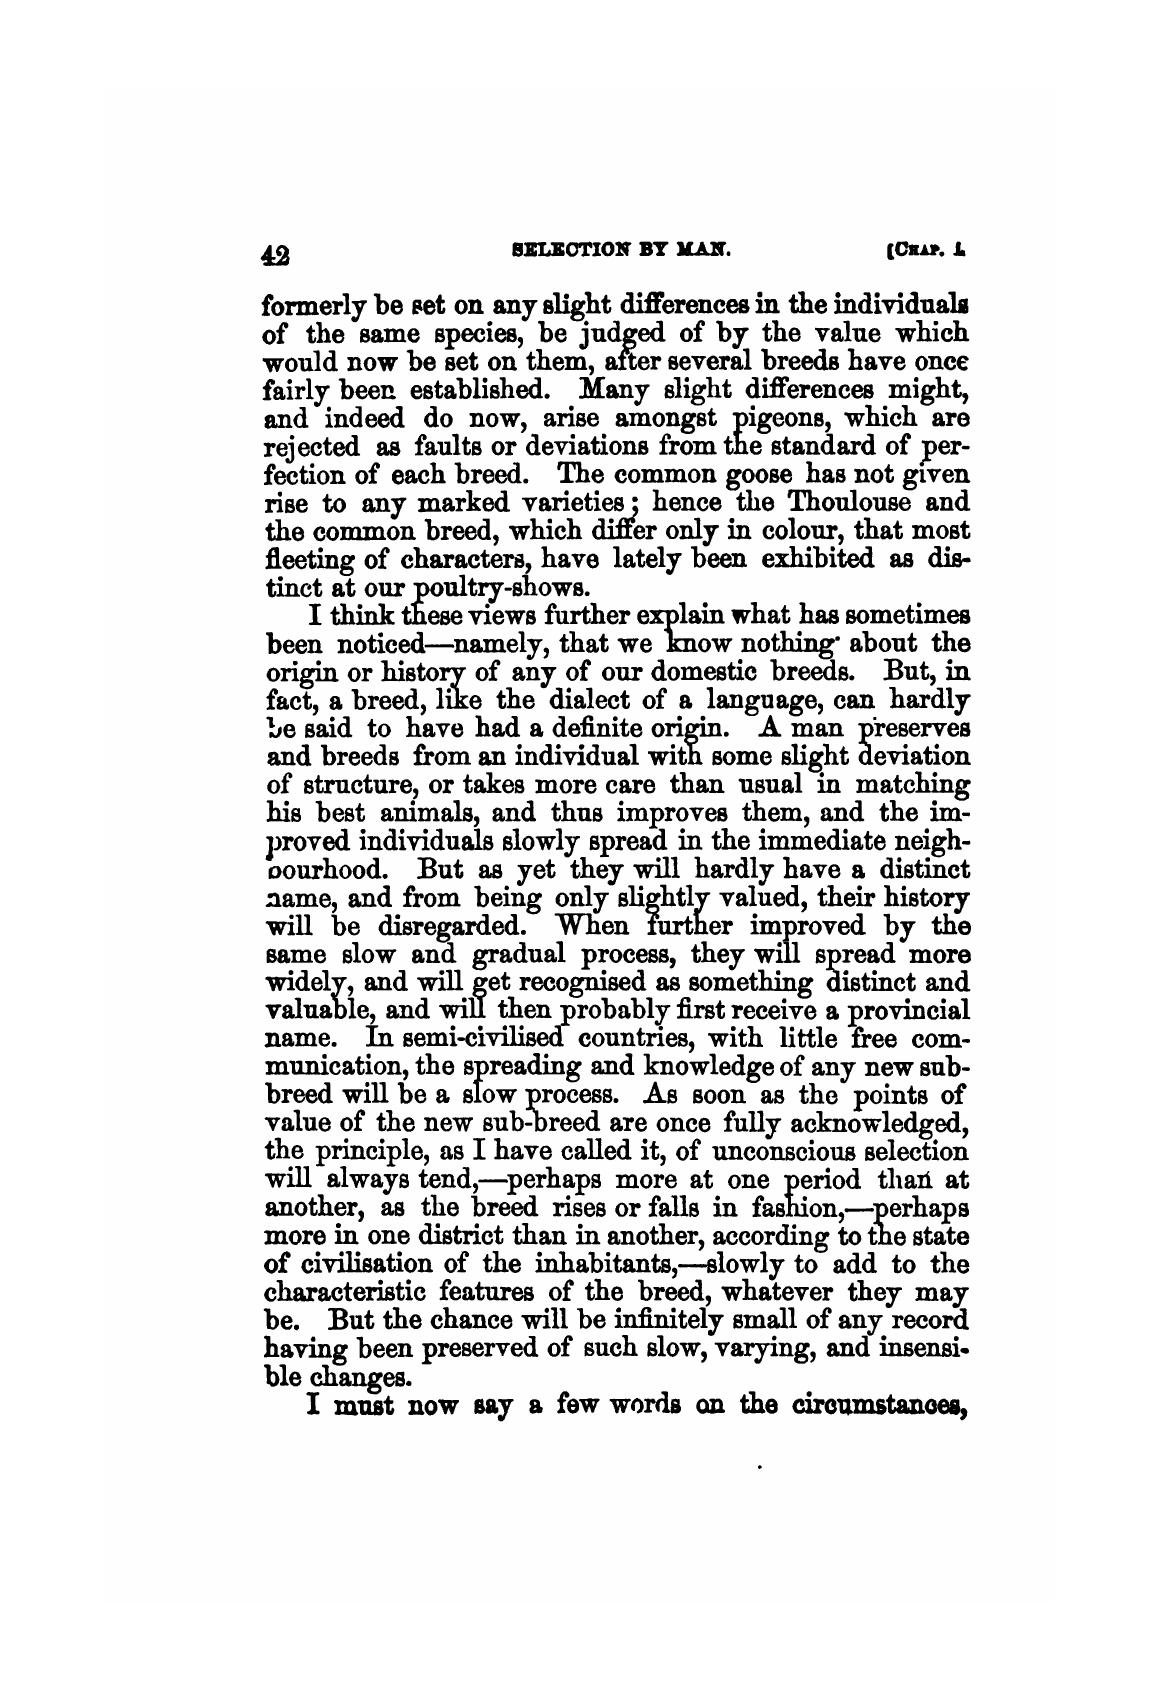 42 SELECTION BY MAN. [CHAP. I.
formerly be set on any slight differences in the individuals
of the same species, be judged of by the value which
would now be set on them, after several breeds have once
fairly been established. Many slight differences might,
and indeed do now, arise amongst pigeons, which are
rejected as faults or deviations from the standard of per-
fection of each breed. The common goose has not given
rise to any marked varieties; hence the Thoulouse and
the common breed, which differ only in colour, that most
fleeting of characters, have lately been exhibited as dis-
tinct at our poultry-shows.
I think these views further explain what has sometimes
been noticed—namely, that we know nothing about the
origin or history of any of our domestic breeds. But, in
fact, a breed, like the dialect of a language, can hardly
be said to have had a definite origin. A man preserves
and breeds from an individual with some slight deviation
of structure, or takes more care than usual in matching
his best animals, and thus improves them, and the im-
proved individuals slowly spread in the immediate neigh-
bourhood. But as yet they will hardly have a distinct
name, and from being only slightly valued, their history
will be disregarded. When further improved by the
same slow and gradual process, they will spread more
widely, and will get recognised as something distinct and
valuable, and will then probably first receive a provincial
name. In semi-civilised countries, with little free com-
munication, the spreading and knowledge of any new sub-
breed will be a slow process. As soon as the points of
value of the new sub-breed are once fully acknowledged,
the principle, as I have called it, of unconscious selection
will always tend,—perhaps more at one period than at
another, as the breed rises or falls in fashion,—perhaps
more in one district than in another, according to the state
of civilisation of the inhabitants,—slowly to add to the
characteristic features of the breed, whatever they may
be. But the chance will be infinitely small of any record
having been preserved of such slow, varying, and insensi-
ble changes.
I must now say a few words on the circumstances,